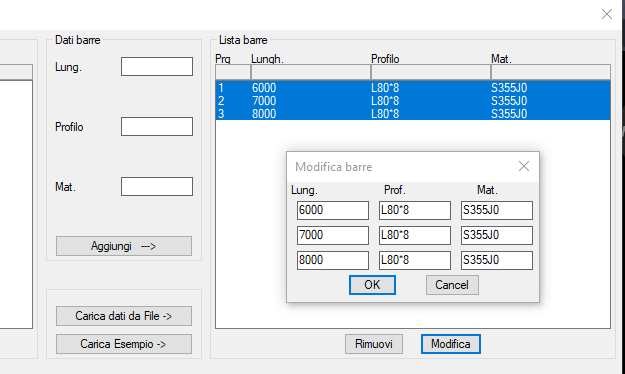 Dati barre
Lung.
Profilo
Mat.
Aggiungi --->
Carica dati da File ->
Carica Esempio ->
Lista barre
Prg Lungh. Profilo Mat.
1 6000 L80*8 S355J0
2 7000 L80*8 S355J0
3 8000 L80*8 S355J0
Modifica barre
Lung. Prof. Mat.
6000 L80*8 S355J0
7000 L80*8 S355J0
8000 L80*8 S355J0
OK Cancel
Rimuovi Modifica